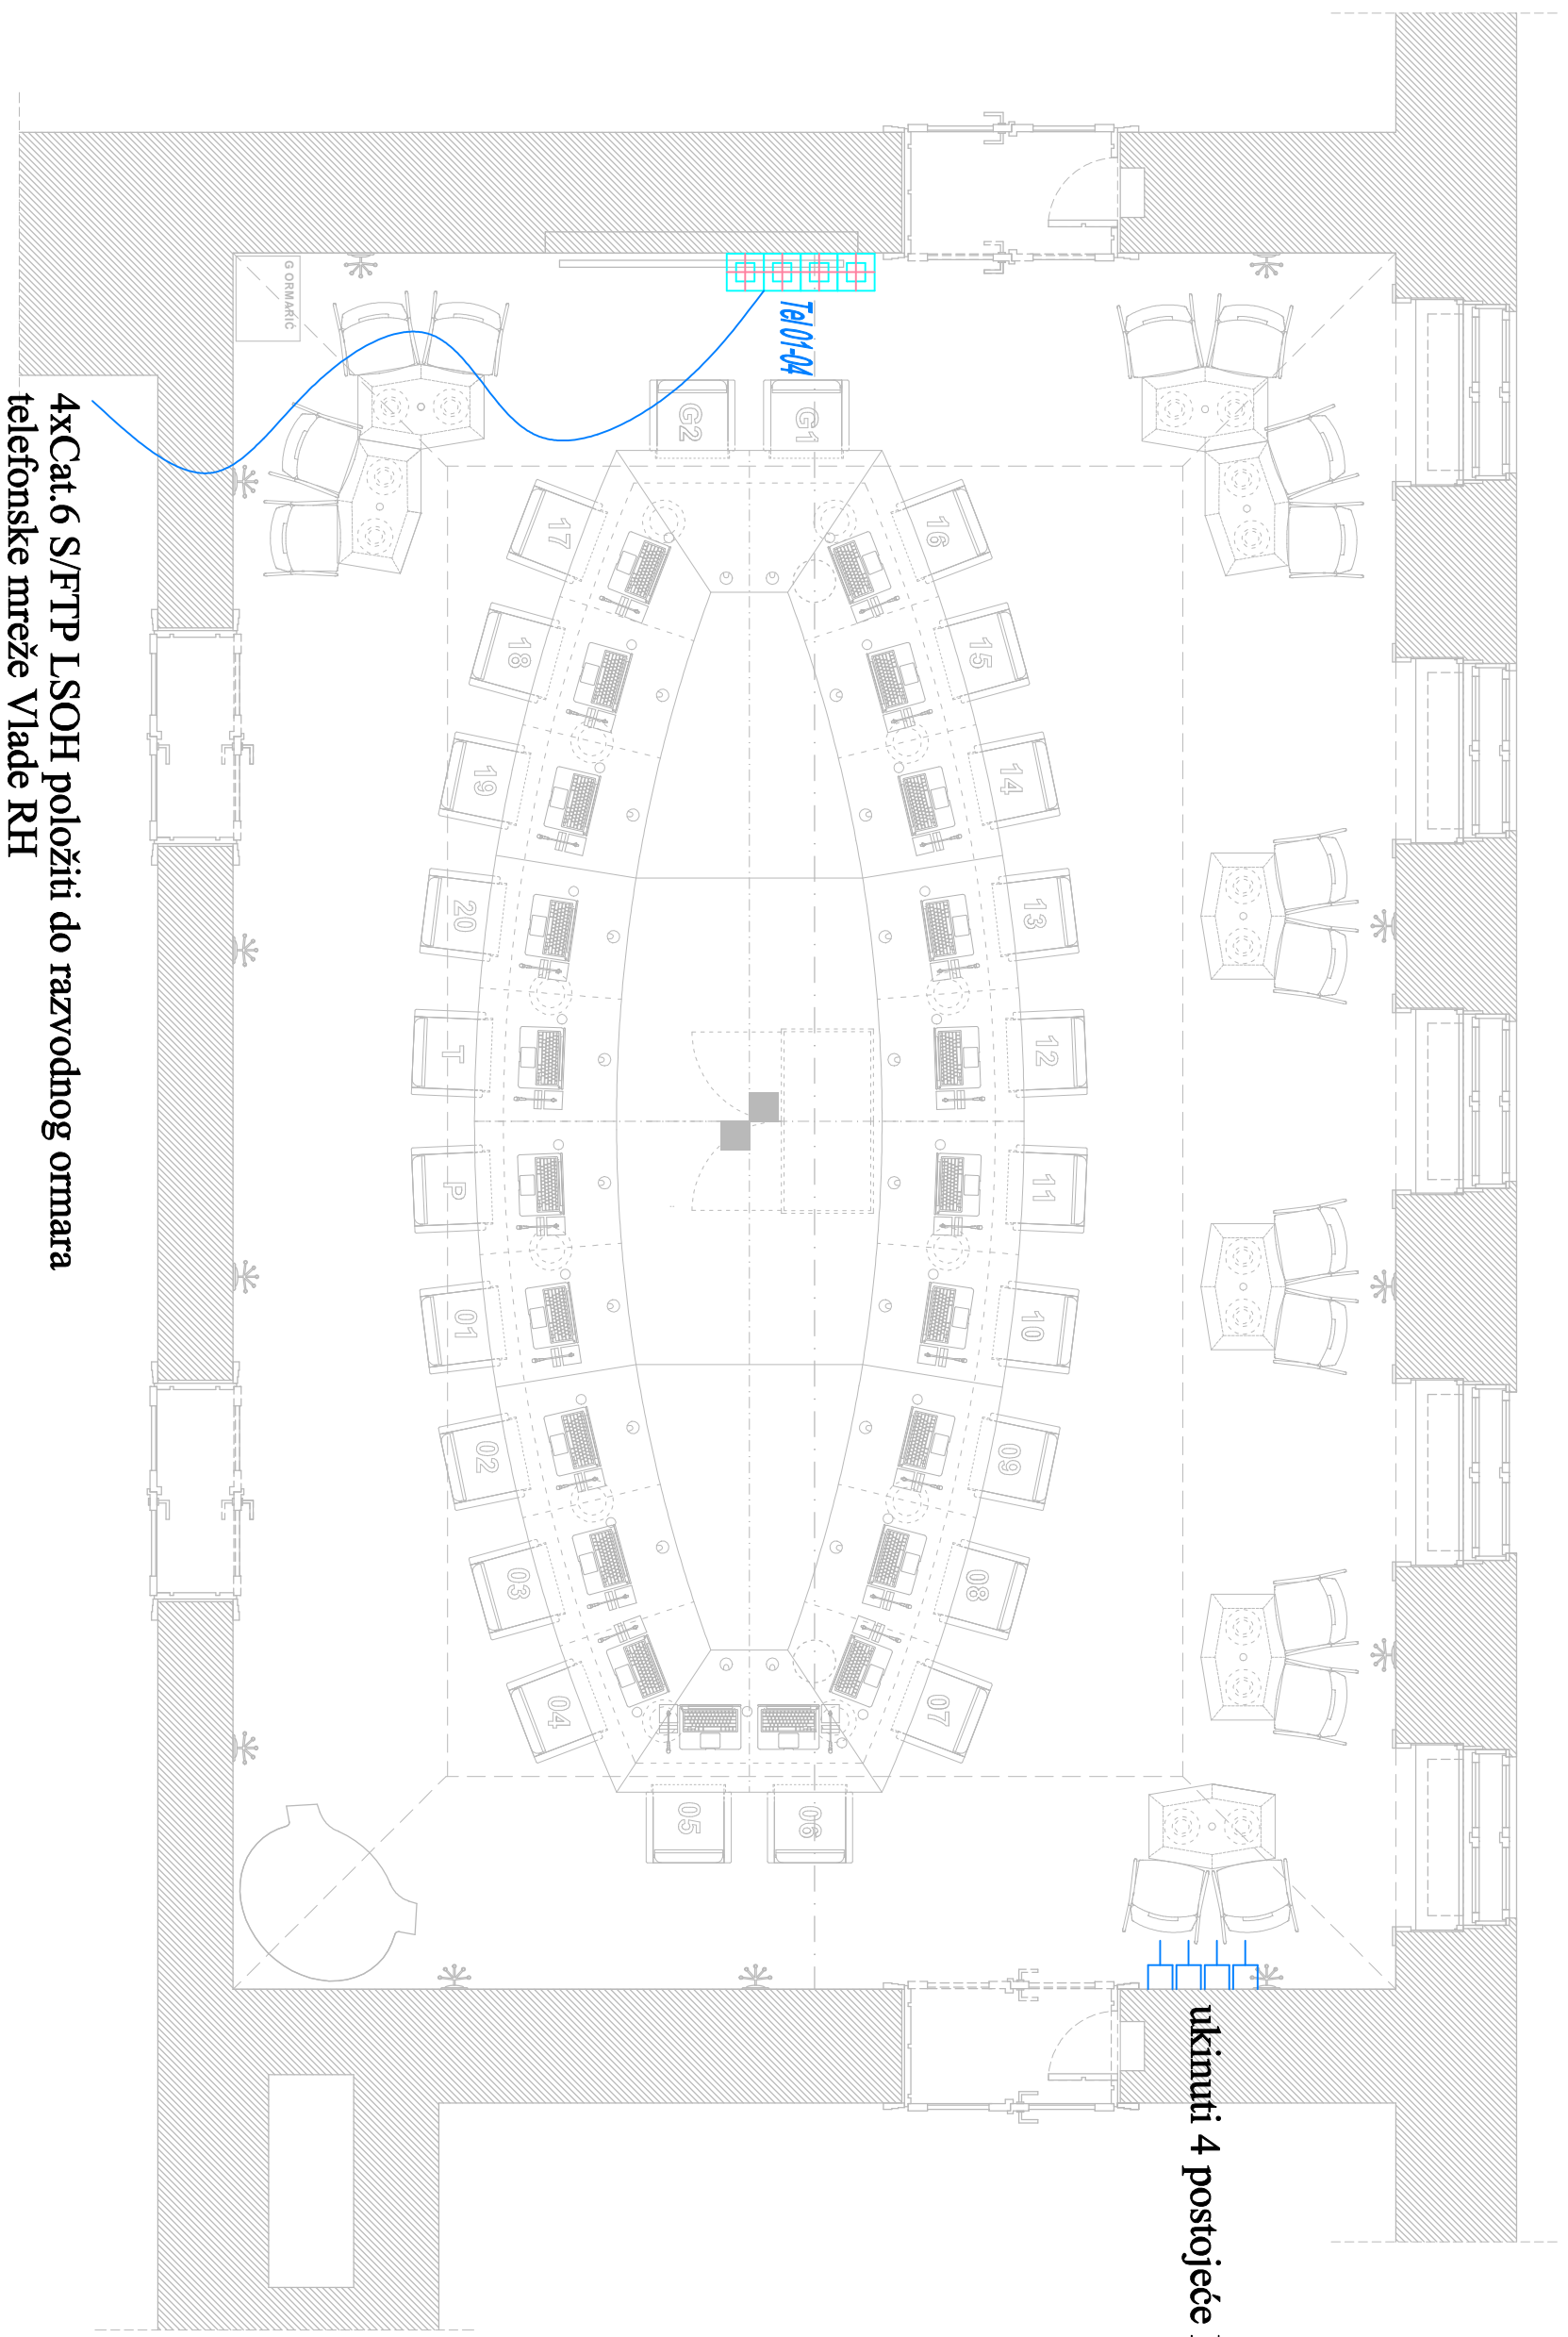 G ORMARIĆ
Tel 01-04
4xCat.6 S/FTP LSOH položiti do razvodnog ormara
telefonske mreže Vlade RH
G2
G1
17
16
18
15
19
14
20
13
T
12
P
11
01
10
02
09
03
08
04
07
05
06
ukinuti 4 postojeće